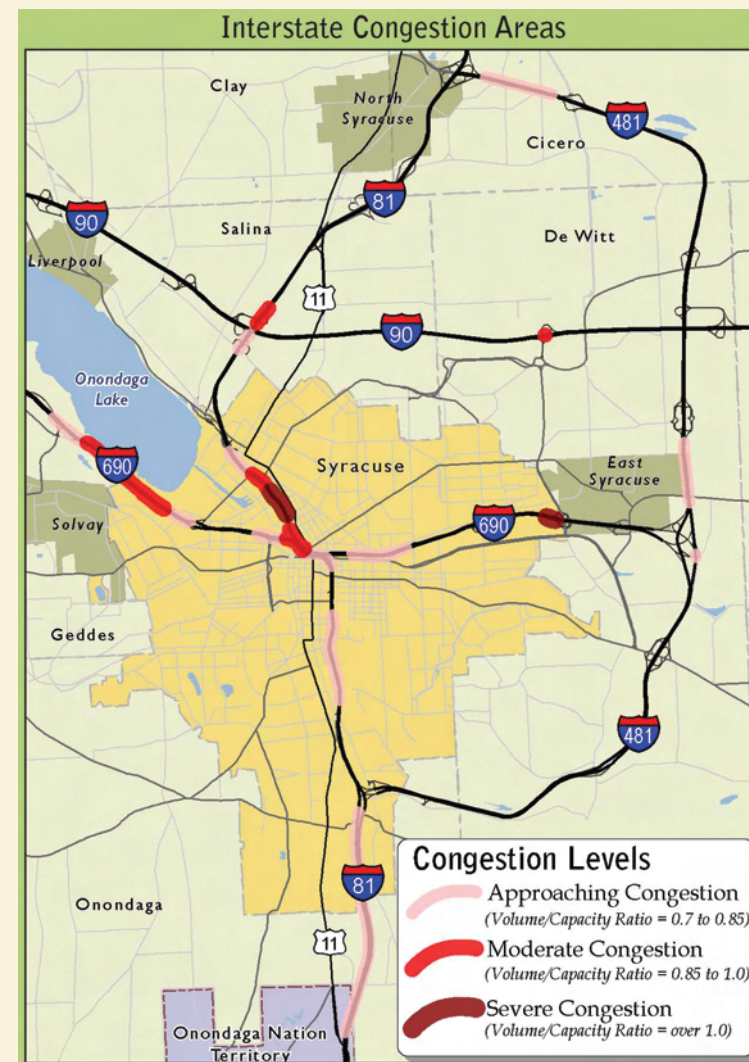 Interstate Congestion Areas
Clay
North
Syracuse
481
Cicero
81
90
Salina
De Witt
Liverpool
11
90
Onondaga
Lake
690
Syracuse
East
Syracuse
690
Solvay
Geddes
481
81
Onondaga
11
Onondaga Nation
Territory
Congestion Levels
Approaching Congestion
(Volume/Capacity Ratio = 0.7 to 0.85)
Moderate Congestion
(Volume/Capacity Ratio = 0.85 to 1.0)
Severe Congestion
(Volume/Capacity Ratio = over 1.0)